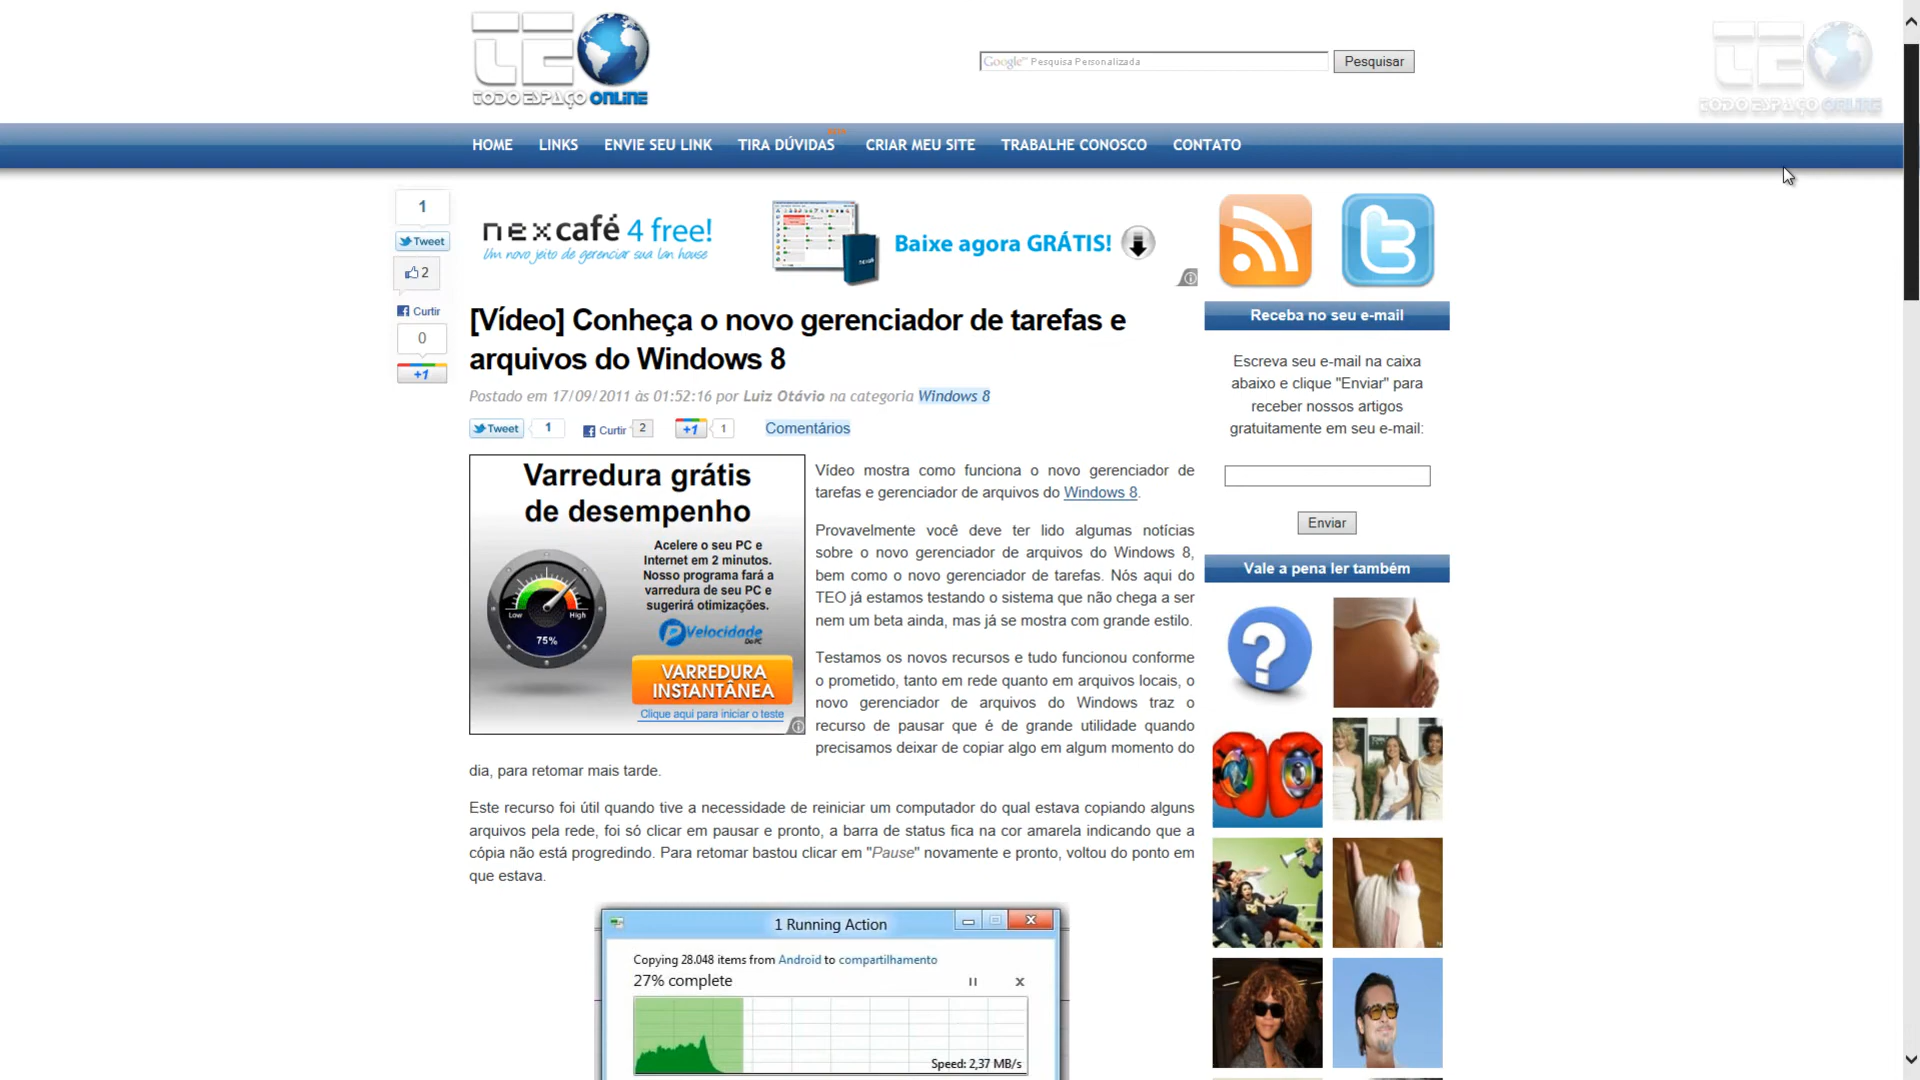 TEO
TODO ESPAÇO ONLINE
Google™ Pesquisa Personalizada
Pesquisar
TEO
TODO ESPAÇO ONLINE
HOME LINKS ENVIE SEU LINK TIRA DÚVIDAS CRIAR MEU SITE TRABALHE CONOSCO CONTATO
1
Tweet
2
Curtir
0
+1
nexcafé 4 free!
Um novo jeito de gerenciar sua lan house
Baixe agora GRÁTIS!
[Vídeo] Conheça o novo gerenciador de tarefas e
arquivos do Windows 8
Postado em 17/09/2011 às 01:52:16 por Luiz Otávio na categoria Windows 8
Tweet 1 Curtir 2 +1 1 Comentários
Varredura grátis
de desempenho
Acelere o seu PC e
Internet em 2 minutos.
Nosso programa fará a
varredura de seu PC e
sugerirá otimizações.
Low High
75%
Velocidade
Do PC
VARREDURA
INSTANTÂNEA
Clique aqui para iniciar o teste
Vídeo mostra como funciona o novo gerenciador de
tarefas e gerenciador de arquivos do Windows 8.
Provavelmente você deve ter lido algumas notícias
sobre o novo gerenciador de arquivos do Windows 8,
bem como o novo gerenciador de tarefas. Nós aqui do
TEO já estamos testando o sistema que não chega a ser
nem um beta ainda, mas já se mostra com grande estilo.
Testamos os novos recursos e tudo funcionou conforme
o prometido, tanto em rede quanto em arquivos locais, o
novo gerenciador de arquivos do Windows traz o
recurso de pausar que é de grande utilidade quando
precisamos deixar de copiar algo em algum momento do
dia, para retomar mais tarde.
Este recurso foi útil quando tive a necessidade de reiniciar um computador do qual estava copiando alguns
arquivos pela rede, foi só clicar em pausar e pronto, a barra de status fica na cor amarela indicando que a
cópia não está progredindo. Para retomar bastou clicar em "Pause" novamente e pronto, voltou do ponto em
que estava.
1 Running Action
Copying 28.048 items from Android to compartilhamento
27% complete
Speed: 2,37 MB/s
Receba no seu e-mail
Escreva seu e-mail na caixa
abaixo e clique "Enviar" para
receber nossos artigos
gratuitamente em seu e-mail:
Enviar
Vale a pena ler também